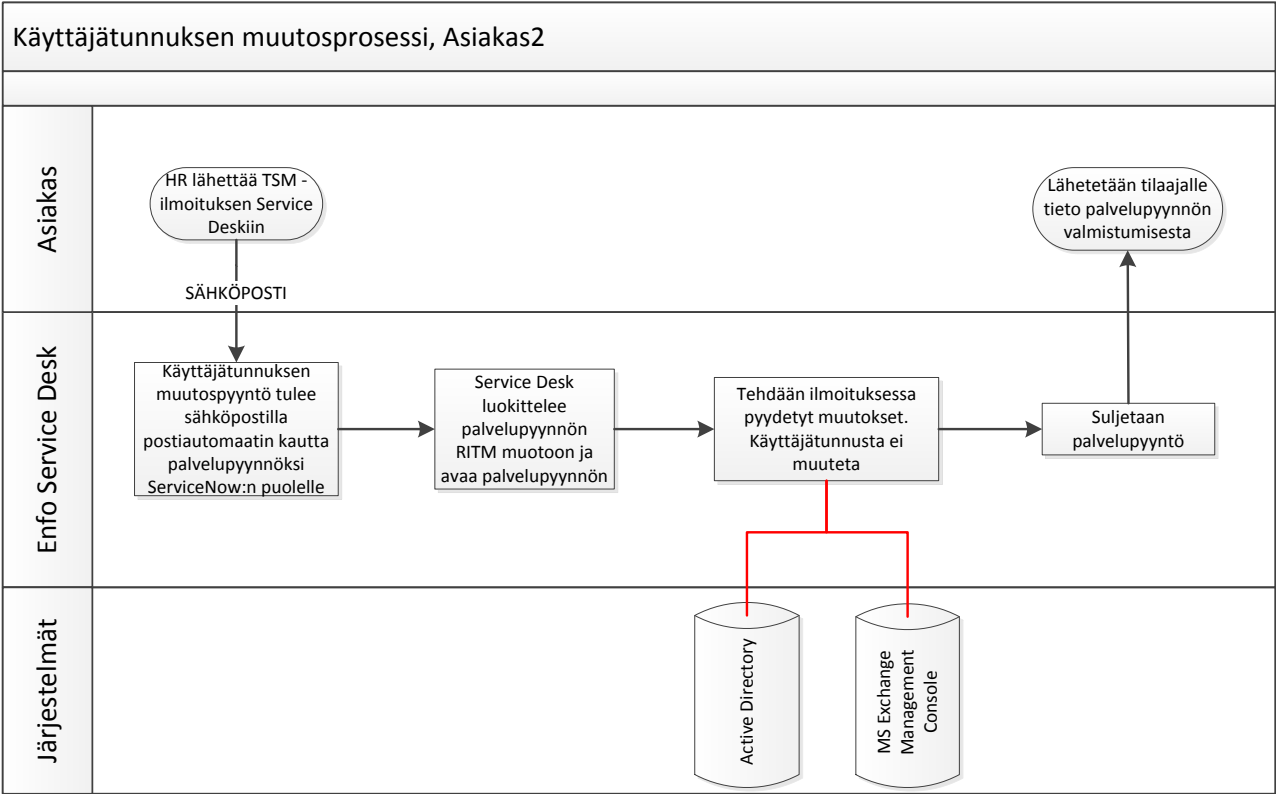 Käyttäjätunnuksen muutosprosessi, Asiakas2
Asiakas
HR lähettää TSM -
ilmoituksen Service
Deskiin
SÄHKÖPOSTI
Lähetetään tilaajalle
tieto palvelupyynnön
valmistumisesta
Enfo Service Desk
Käyttäjätunnuksen
muutospyyntö tulee
sähköpostilla
postiautomaatin kautta
palvelupyynnöksi
ServiceNow:n puolelle
Service Desk
luokittelee
palvelupyynnön
RITM muotoon ja
avaa palvelupyynnön
Tehdään ilmoituksessa
pyydetyt muutokset.
Käyttäjätunnusta ei
muuteta
Suljetaan
palvelupyyntö
Järjestelmät
Active Directory
MS Exchange
Management
Console